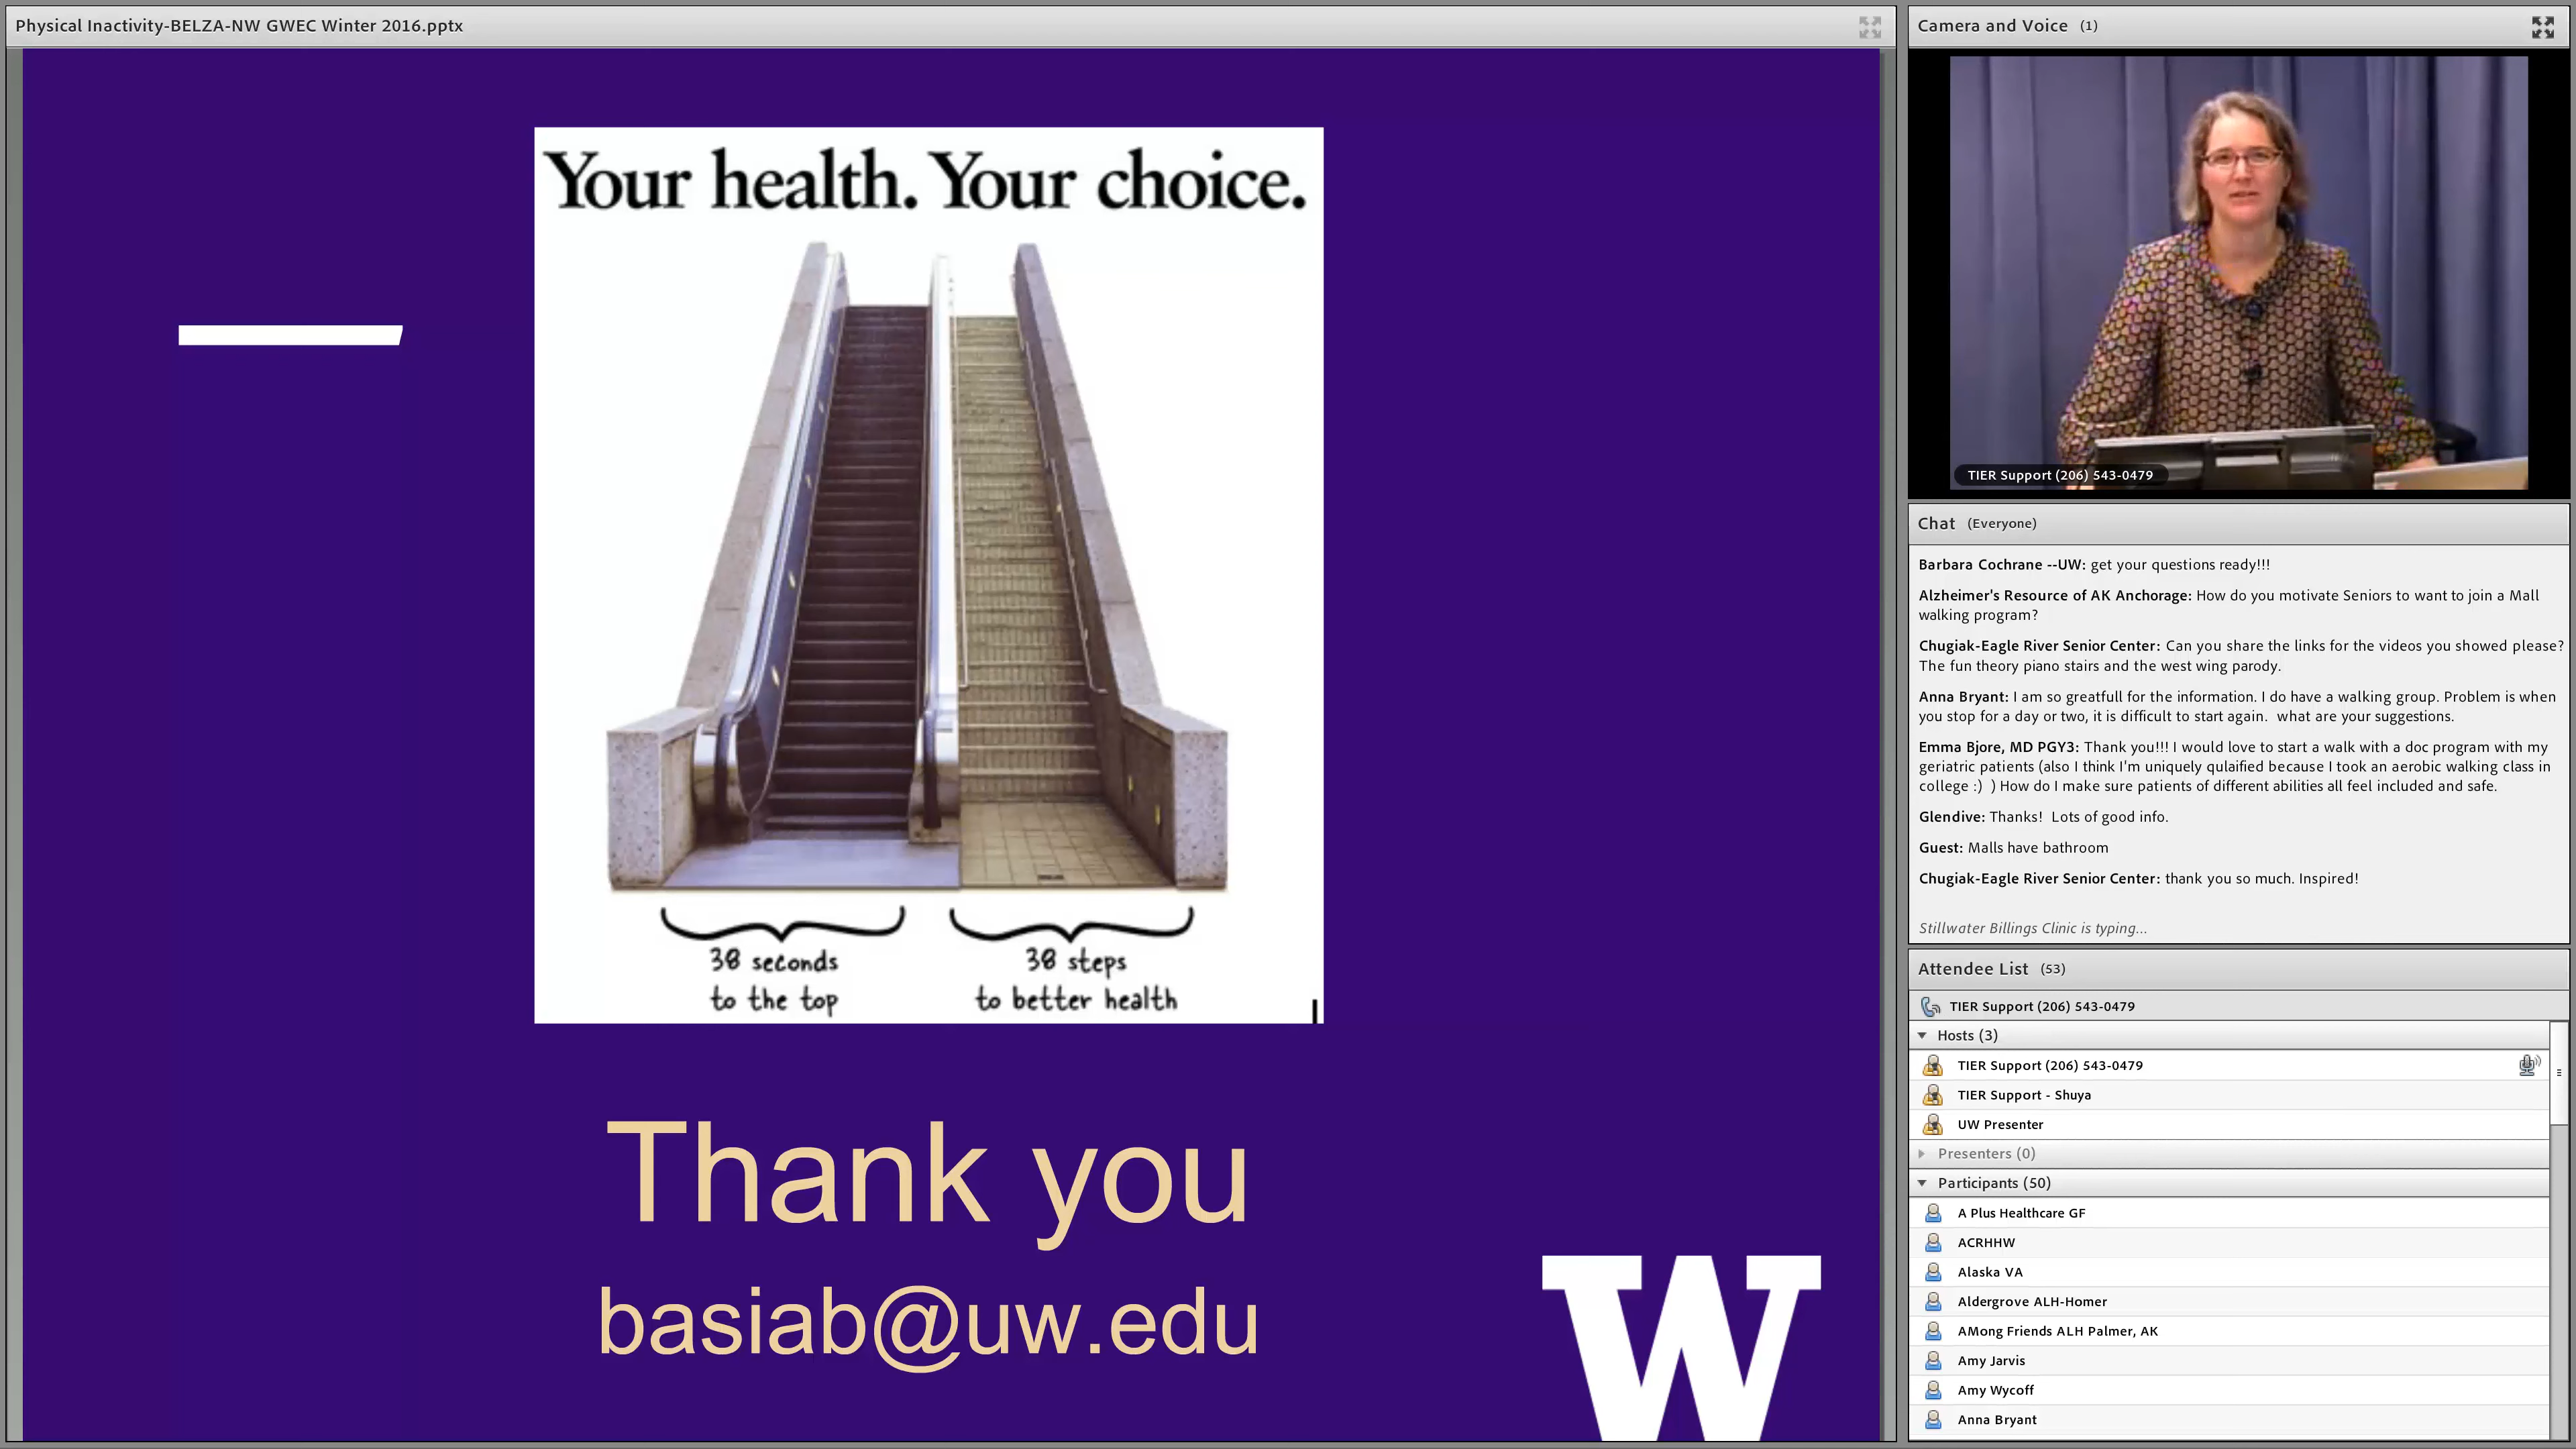 Physical Inactivity-BELZA-NW GWEC Winter 2016.pptx
Your health. Your choice.
38 seconds
to the top
38 steps
to better health
Thank you
basiab@uw.edu
W
Camera and Voice (1)
TIER Support (206) 543-0479
Chat (Everyone)
Barbara Cochrane --UW: get your questions ready!!!
Alzheimer's Resource of AK Anchorage: How do you motivate Seniors to want to join a Mall
walking program?
Chugiak-Eagle River Senior Center: Can you share the links for the videos you showed please?
The fun theory piano stairs and the west wing parody.
Anna Bryant: I am so greatfull for the information. I do have a walking group. Problem is when
you stop for a day or two, it is difficult to start again.  what are your suggestions.
Emma Bjore, MD PGY3: Thank you!!! I would love to start a walk with a doc program with my
geriatric patients (also I think I'm uniquely qulaified because I took an aerobic walking class in
college :)  ) How do I make sure patients of different abilities all feel included and safe.
Glendive: Thanks!  Lots of good info.
Guest: Malls have bathroom
Chugiak-Eagle River Senior Center: thank you so much. Inspired!
Stillwater Billings Clinic is typing...
Attendee List (53)
TIER Support (206) 543-0479
Hosts (3)
TIER Support (206) 543-0479
TIER Support - Shuya
UW Presenter
Presenters (0)
Participants (50)
A Plus Healthcare GF
ACRHHW
Alaska VA
Aldergrove ALH-Homer
AMong Friends ALH Palmer, AK
Amy Jarvis
Amy Wycoff
Anna Bryant